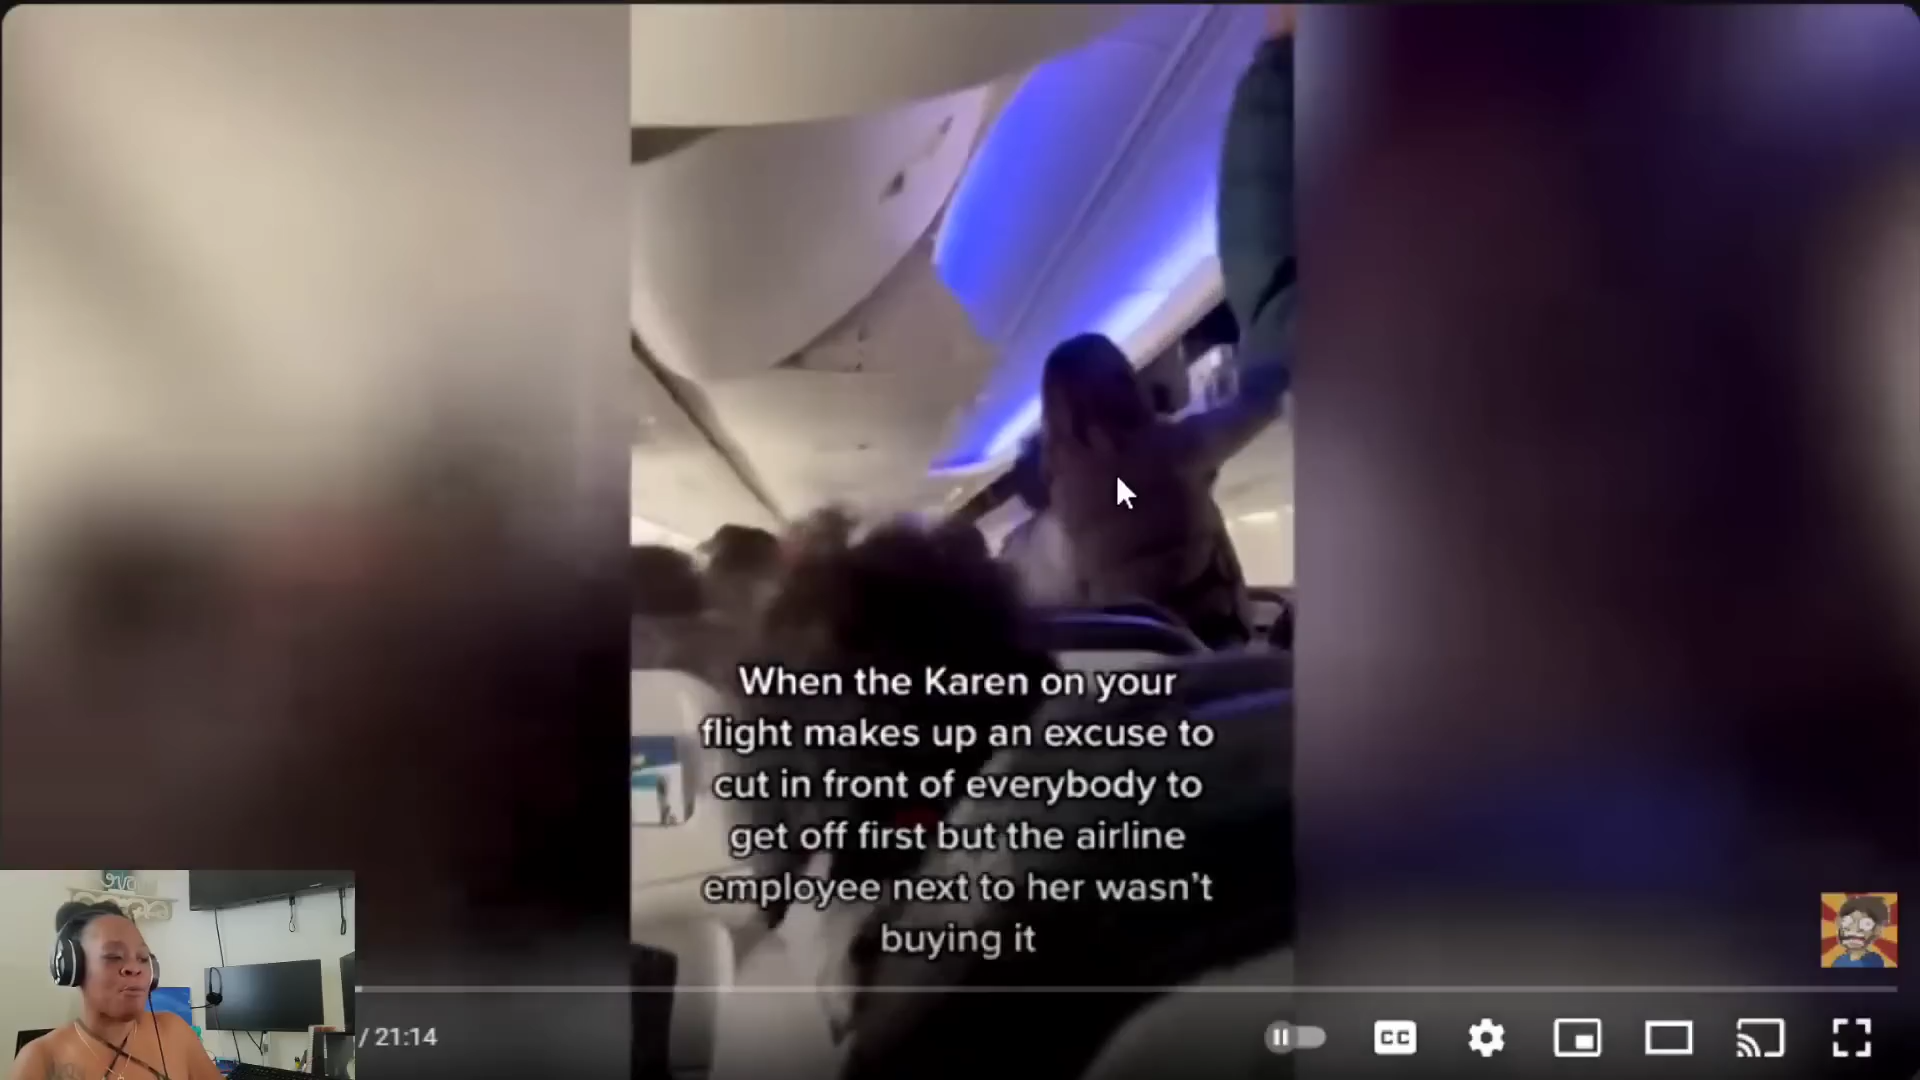 When the Karen on your
flight makes up an excuse to
cut in front of everybody to
get off first but the airline
employee next to her wasn't
buying it
/ 21:14
CC